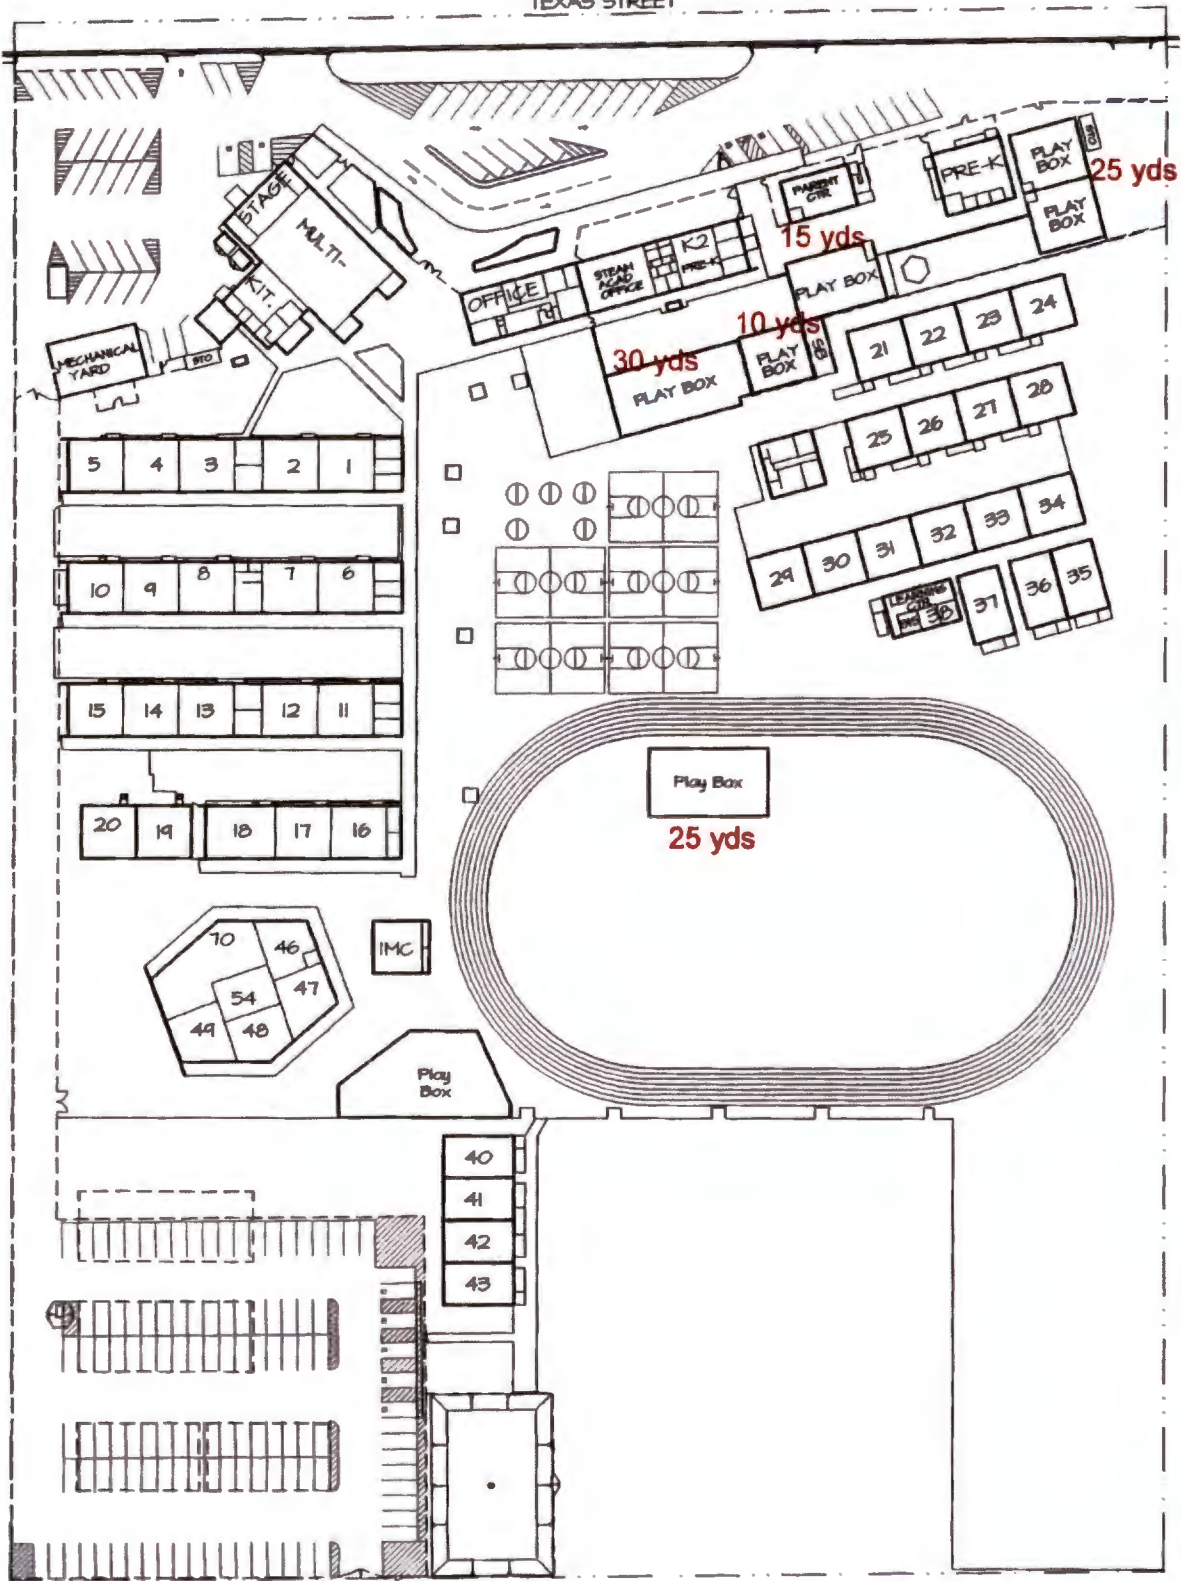 TEXAS STREET
STAGE
MULTI-
KIT.
MECHANICAL
YARD
STO
OFFICE
STEAM
ACAD
OFFICE
K2
PRE-K
PARENT
CTR
15 yds
PRE-K
PLAY
BOX
25 yds
PLAY
BOX
PLAY BOX
10 yds
PLAY
BOX
30 yds
PLAY BOX
21
22
23
24
25
26
27
28
29
30
31
32
33
34
LEARNING
CTR
38
37
36
35
5
4
3
2
1
10
9
8
7
6
15
14
13
12
11
20
19
18
17
16
Play Box
25 yds
70
46
47
54
49
48
IMC
Play
Box
40
41
42
43